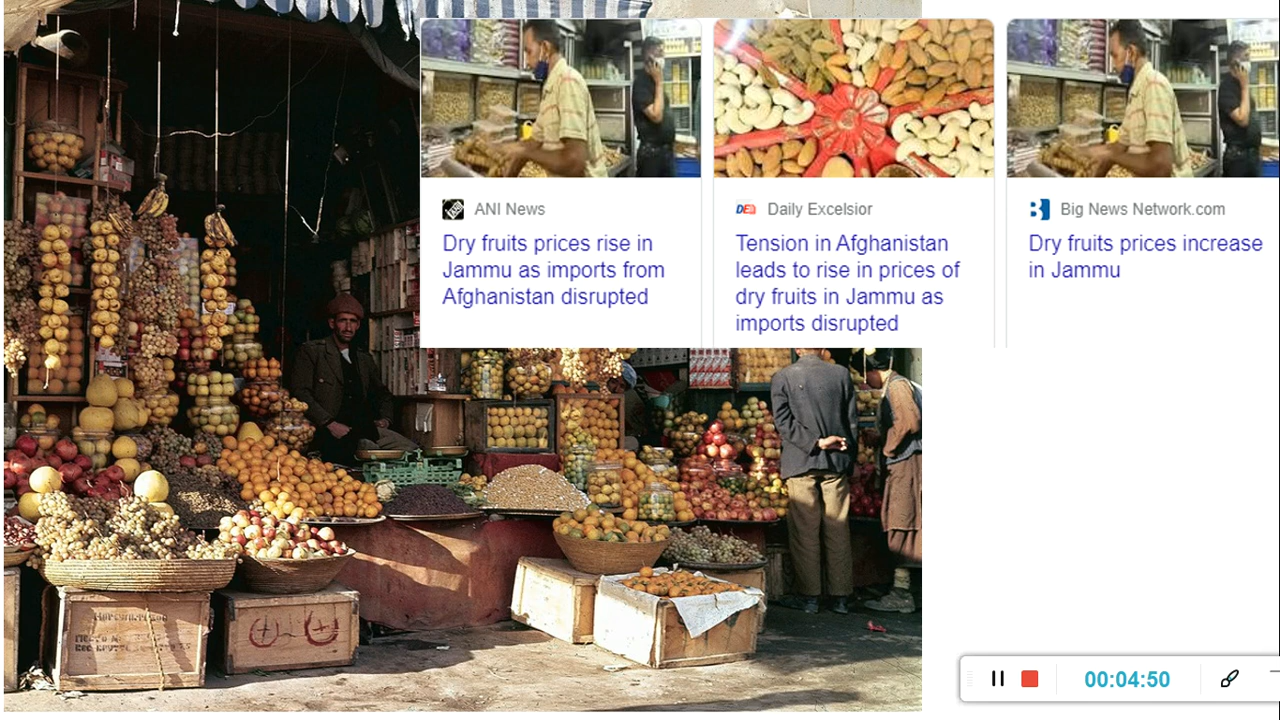 ANI News
Dry fruits prices rise in
Jammu as imports from
Afghanistan disrupted
Daily Excelsior
Tension in Afghanistan
leads to rise in prices of
dry fruits in Jammu as
imports disrupted
Big News Network.com
Dry fruits prices increase
in Jammu
00:04:50